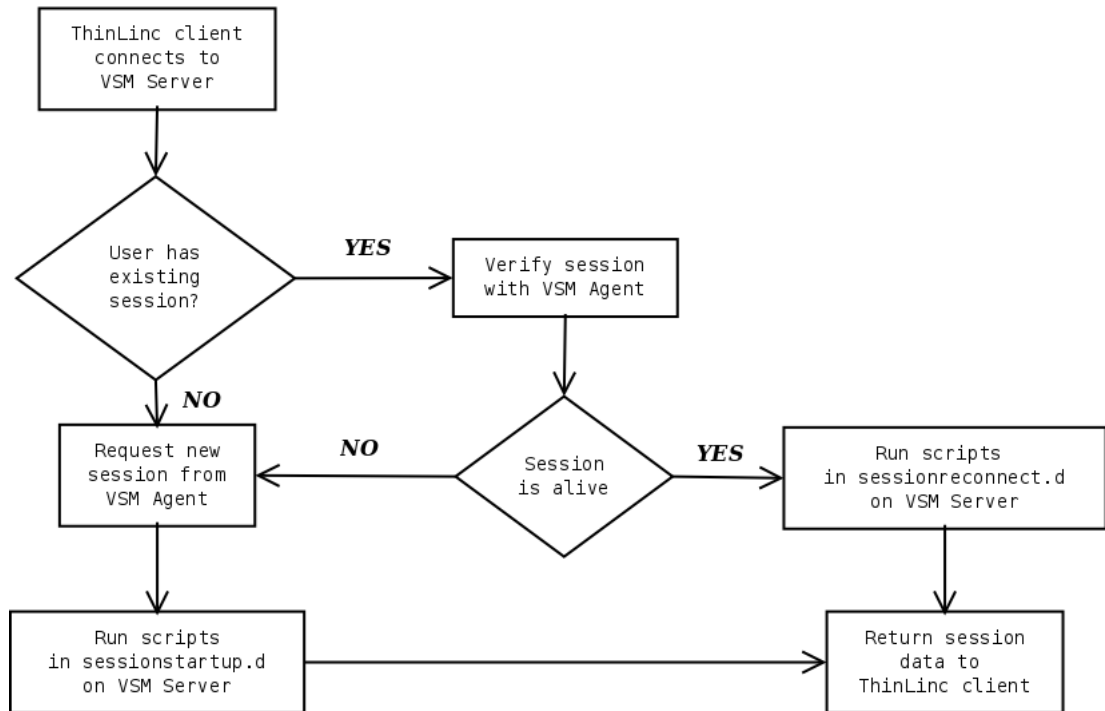 ThinLinc client
connects to
VSM Server
User has
existing
session?
YES
Verify session
with VSM Agent
NO
Request new
session from
VSM Agent
NO
Session
is alive
YES
Run scripts
in sessionreconnect.d
on VSM Server
Run scripts
in sessionstartup.d
on VSM Server
Return session
data to
ThinLinc client